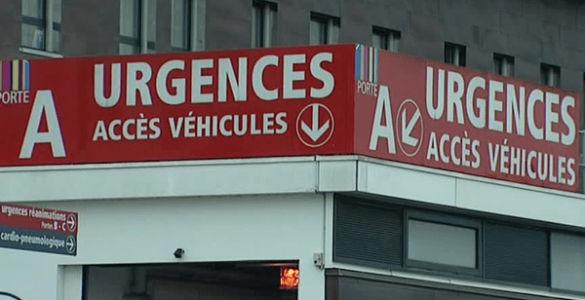 PORTE
A
URGENCES
ACCÈS VÉHICULES
PORTE
A
URGENCES
ACCÈS VÉHICULES
urgences réanimations
Portes B - C
cardio-pneumologique